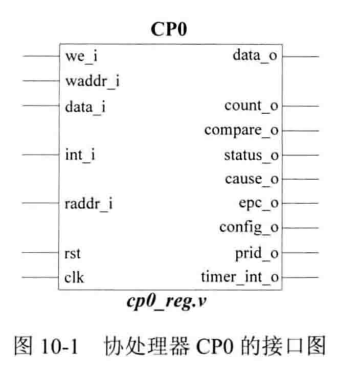 CP0
we_i data_o
waddr_i
data_i count_o
compare_o
int_i status_o
cause_o
raddr_i epc_o
config_o
rst prid_o
clk timer_int_o
cp0_reg.v
图 10-1 协处理器 CP0 的接口图